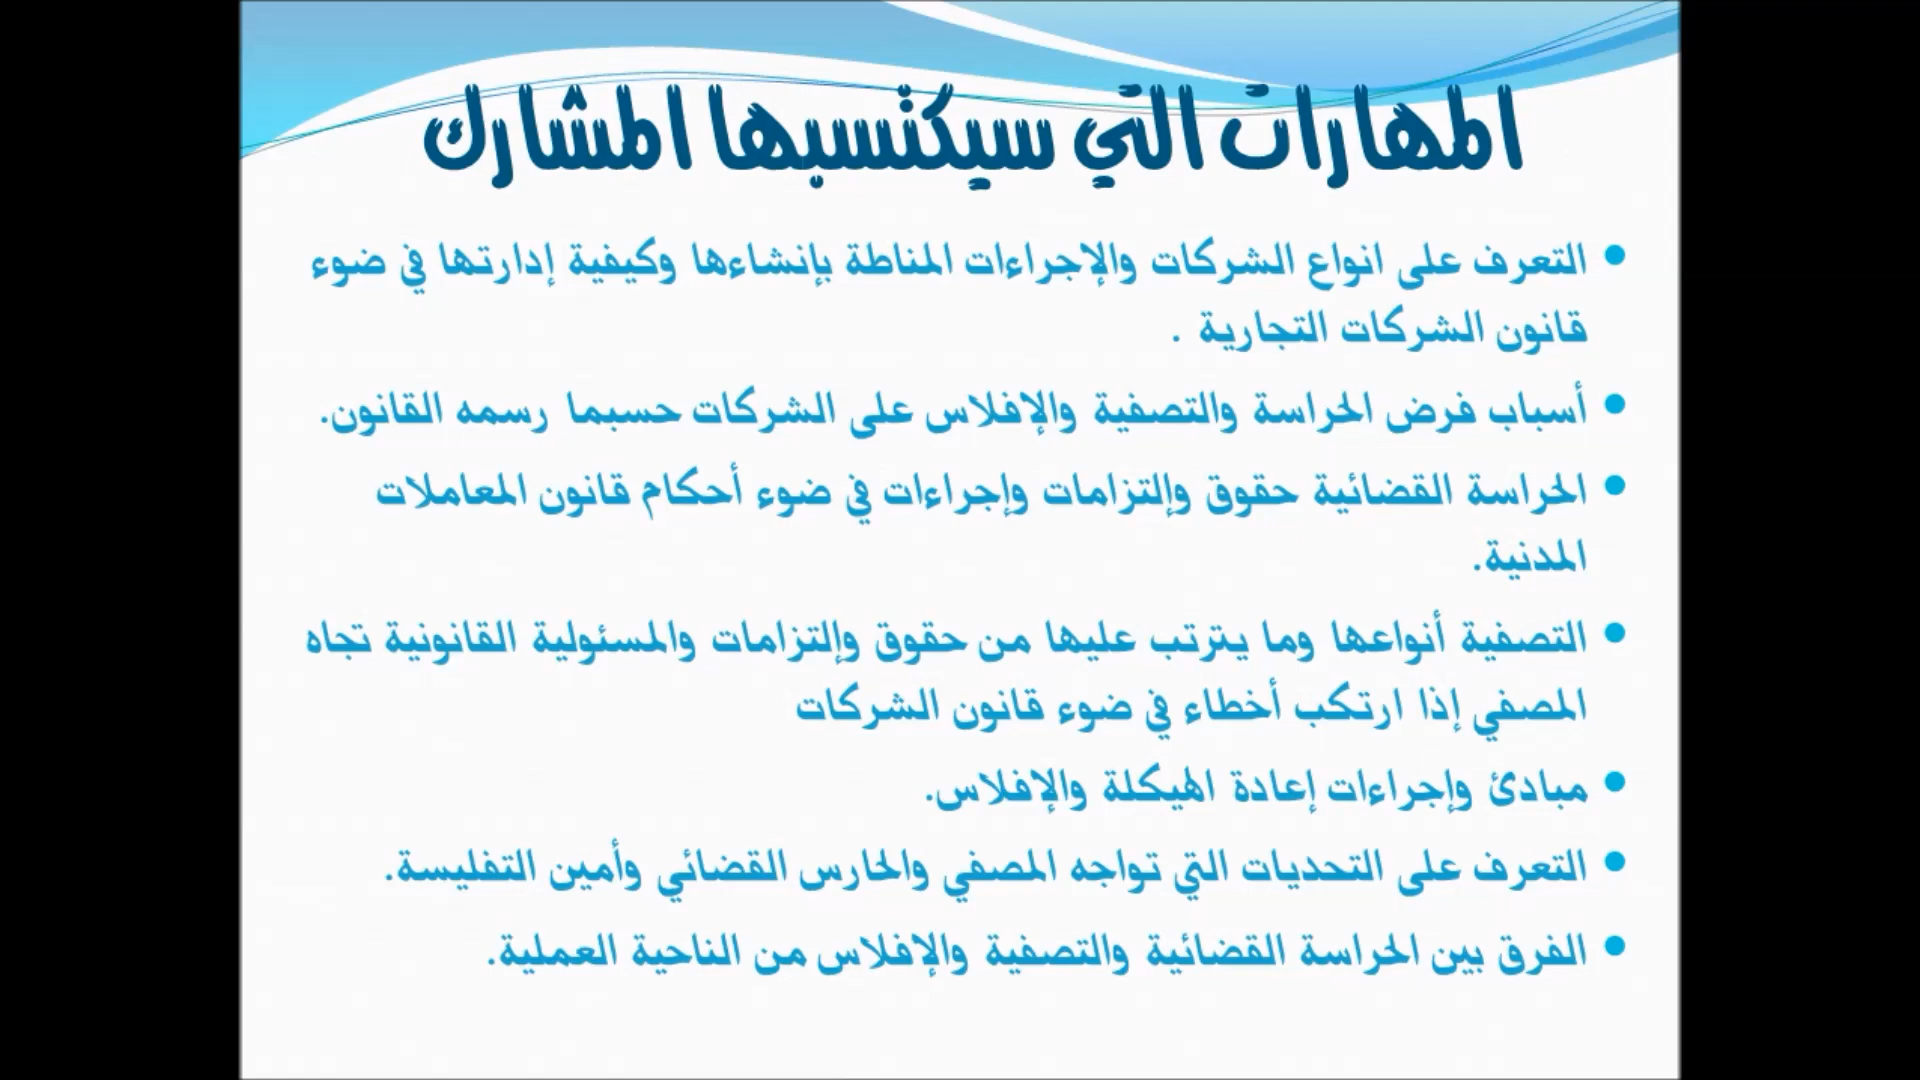 المهارات التي سيكتسبها المشارك
• التعرف على انواع الشركات والإجراءات المناطة بإنشاءها وكيفية إدارتها في ضوء
قانون الشركات التجارية .
• أسباب فرض الحراسة والتصفية والإفلاس على الشركات حسبما رسمه القانون.
• الحراسة القضائية حقوق وإلتزامات وإجراءات في ضوء أحكام قانون المعاملات
المدنية.
• التصفية أنواعها وما يترتب عليها من حقوق وإلتزامات والمسئولية القانونية تجاه
المصفي إذا ارتكب أخطاء في ضوء قانون الشركات
• مبادئ وإجراءات إعادة الهيكلة والإفلاس.
• التعرف على التحديات التي تواجه المصفي والحارس القضائي وأمين التفليسة.
• الفرق بين الحراسة القضائية والتصفية والإفلاس من الناحية العملية.